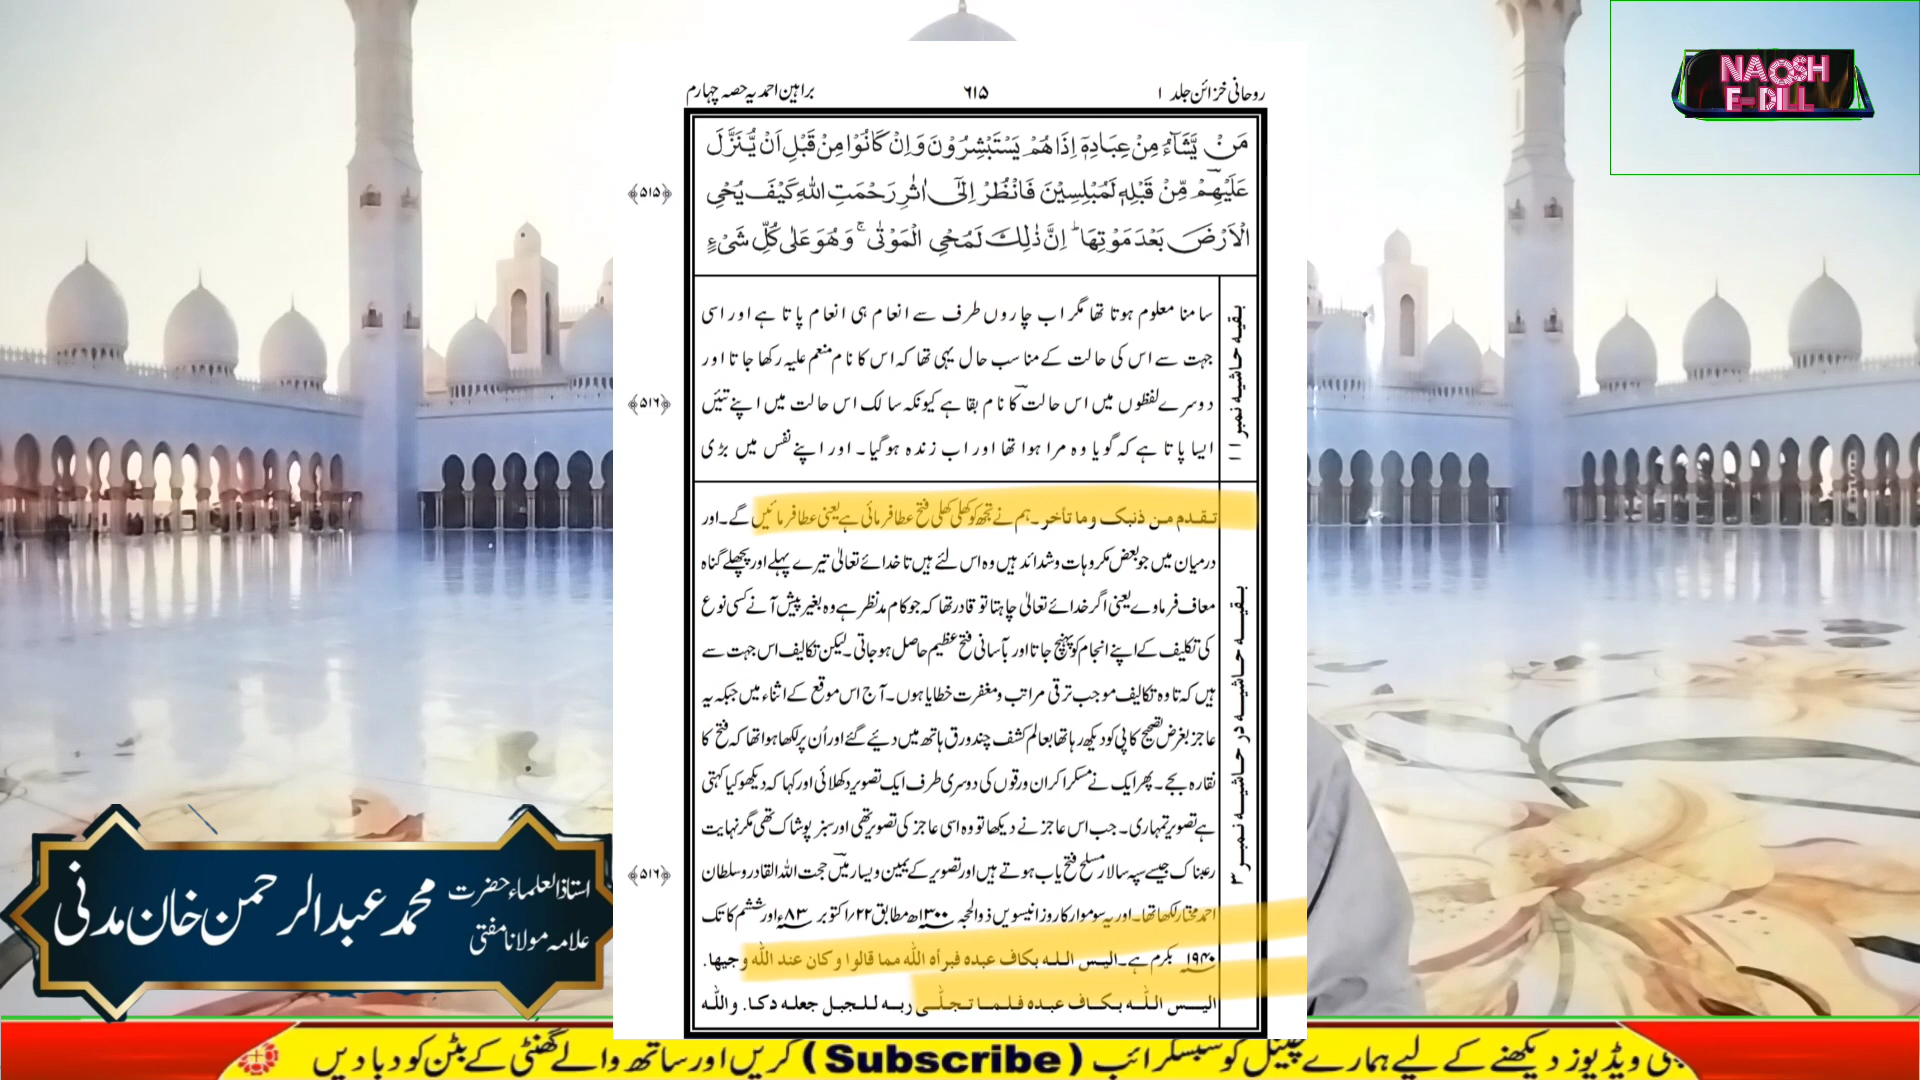 NAQSH
E-DILL
روحانی خزائن جلد ۱
۶۱۵
براہین احمدیہ حصہ چہارم
مَنْ يَّشَآءُ مِنْ عِبَادِهٖٓ اِذَا هُمْ يَسْتَبْشِرُوْنَ وَاِنْ كَانُوْا مِنْ قَبْلِ اَنْ يُّنَزَّلَ
عَلَيْهِمْ مِّنْ قَبْلِهٖ لَمُبْلِسِيْنَ فَانْظُرْ اِلٰٓى اٰثٰرِ رَحْمَتِ اللّٰهِ كَيْفَ يُحْيِ
﴿۵۱۵﴾
الْاَرْضَ بَعْدَ مَوْتِهَا ؕ اِنَّ ذٰلِكَ لَمُحْيِ الْمَوْتٰى ۚ وَهُوَ عَلٰى كُلِّ شَىْءٍ
بقیہ حاشیہ نمبر ۱۱
سامنا معلوم ہوتا تھا مگر اب چاروں طرف سے انعام ہی انعام پاتا ہے اور اسی
جہت سے اس کی حالت کے مناسب حال یہی تھا کہ اس کا نام منعم علیہ رکھا جاتا اور
دوسرے لفظوں میں اس حالت کا نام بقا ہے کیونکہ سالک اس حالت میں اپنے تئیں
﴿۵۱۶﴾
ایسا پاتا ہے کہ گویا وہ مرا ہوا تھا اور اب زندہ ہوگیا۔ اور اپنے نفس میں بڑی
بقیہ حاشیہ در حاشیہ نمبر ۳
تقدم من ذنبک وما تأخر۔ ہم نے تجھ کو کھلی کھلی فتح عطا فرمائی ہے یعنی عطا فرمائیں گے۔ اور
درمیان میں جو بعض مکروہات و شدائد ہیں وہ اس لئے ہیں تا خدائے تعالیٰ تیرے پہلے اور پچھلے گناہ
معاف فرماوے یعنی اگر خدائے تعالیٰ چاہتا تو قادر تھا کہ جو کام مدنظر ہے وہ بغیر پیش آنے کسی نوع
کی تکلیف کے اپنے انجام کو پہنچ جاتا اور بآسانی فتح عظیم حاصل ہوجاتی۔ لیکن تکالیف اس جہت سے
ہیں کہ تا وہ تکالیف موجب ترقی مراتب و مغفرت خطایا ہوں۔ آج اس موقع کے اثناء میں جبکہ یہ
عاجز بغرض تصحیح کاپی کو دیکھ رہا تھا بعالم کشف چند ورق ہاتھ میں دئیے گئے اور اُن پر لکھا ہوا تھا کہ فتح کا
نقارہ بجے۔ پھر ایک نے مسکرا کر ان ورقوں کی دوسری طرف ایک تصویر دکھلائی اور کہا کہ دیکھو کیا کہتی
ہے تصویر تمہاری۔ جب اس عاجز نے دیکھا تو وہ اسی عاجز کی تصویر تھی اور سبز پوشاک تھی مگر نہایت
رعبناک جیسے سپہ سالار مسلح فتح یاب ہوتے ہیں اور تصویر کے یمین و یسار میں حجت اللہ القادر و سلطان
﴿۵۱۶﴾
احمد مختار لکھا تھا۔ اور یہ سوموار کا روز انیسویں ذوالحجہ ۱۳۰۰ھ مطابق ۲۲/اکتوبر ۸۳ء اور ششم کاتک
۱۹۴۰ بکرم ہے۔ الیس اللہ بکاف عبدہ فبرأہ اللہ مما قالوا و کان عند اللہ وجیھا.
الیس اللہ بکاف عبدہ فلما تجلّٰی ربہ للجبل جعلہ دکا. واللہ
استاذ العلماء حضرت
علامہ مولانا مفتی
محمد عبدالرحمن خان مدنی
ویڈیوز دیکھنے کے لیے ہمارے چینل کو سبسکرائب (Subscribe) کریں اور ساتھ والے گھنٹی کے بٹن کو دبا دیں